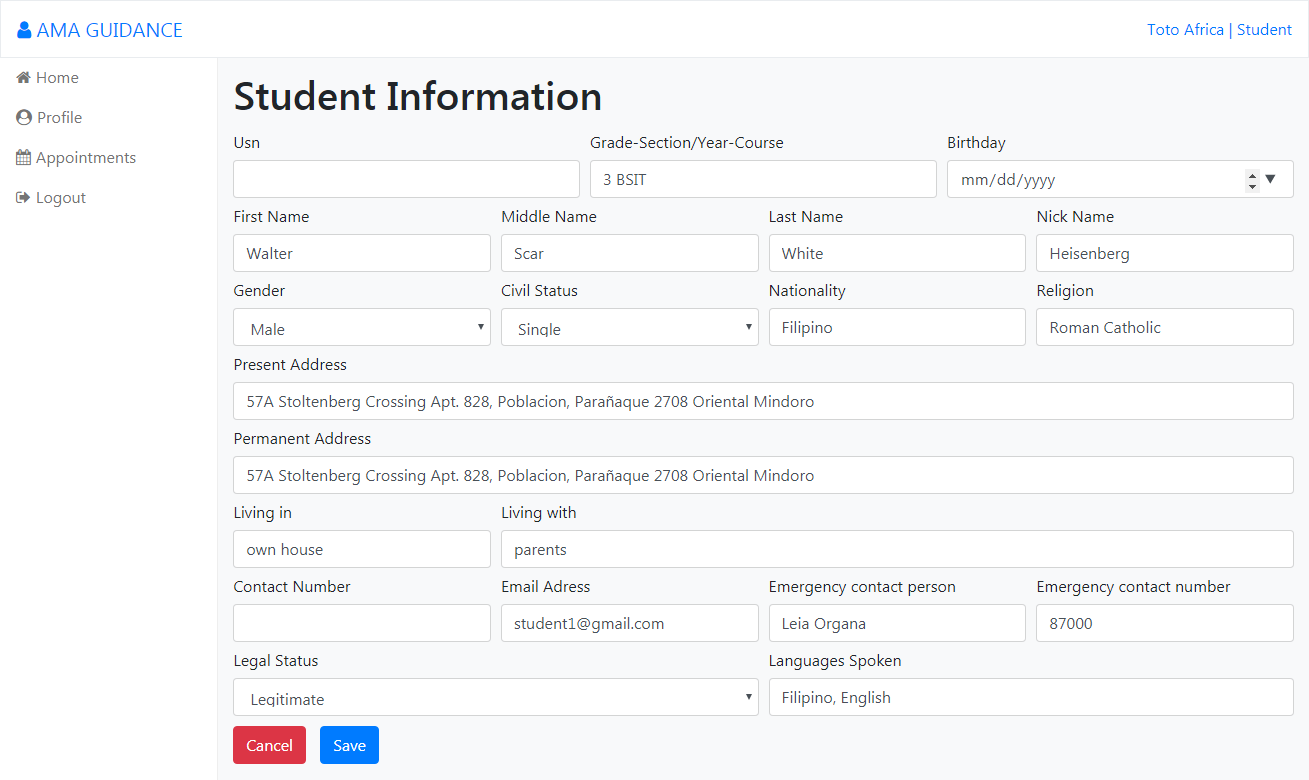 AMA GUIDANCE
Toto Africa | Student
Home
Profile
Appointments
Logout
Student Information
Usn
Grade-Section/Year-Course
Birthday
3 BSIT
mm/dd/yyyy
First Name
Middle Name
Last Name
Nick Name
Walter
Scar
White
Heisenberg
Gender
Civil Status
Nationality
Religion
Male
Single
Filipino
Roman Catholic
Present Address
57A Stoltenberg Crossing Apt. 828, Poblacion, Parañaque 2708 Oriental Mindoro
Permanent Address
57A Stoltenberg Crossing Apt. 828, Poblacion, Parañaque 2708 Oriental Mindoro
Living in
Living with
own house
parents
Contact Number
Email Adress
Emergency contact person
Emergency contact number
student1@gmail.com
Leia Organa
87000
Legal Status
Languages Spoken
Legitimate
Filipino, English
Cancel
Save